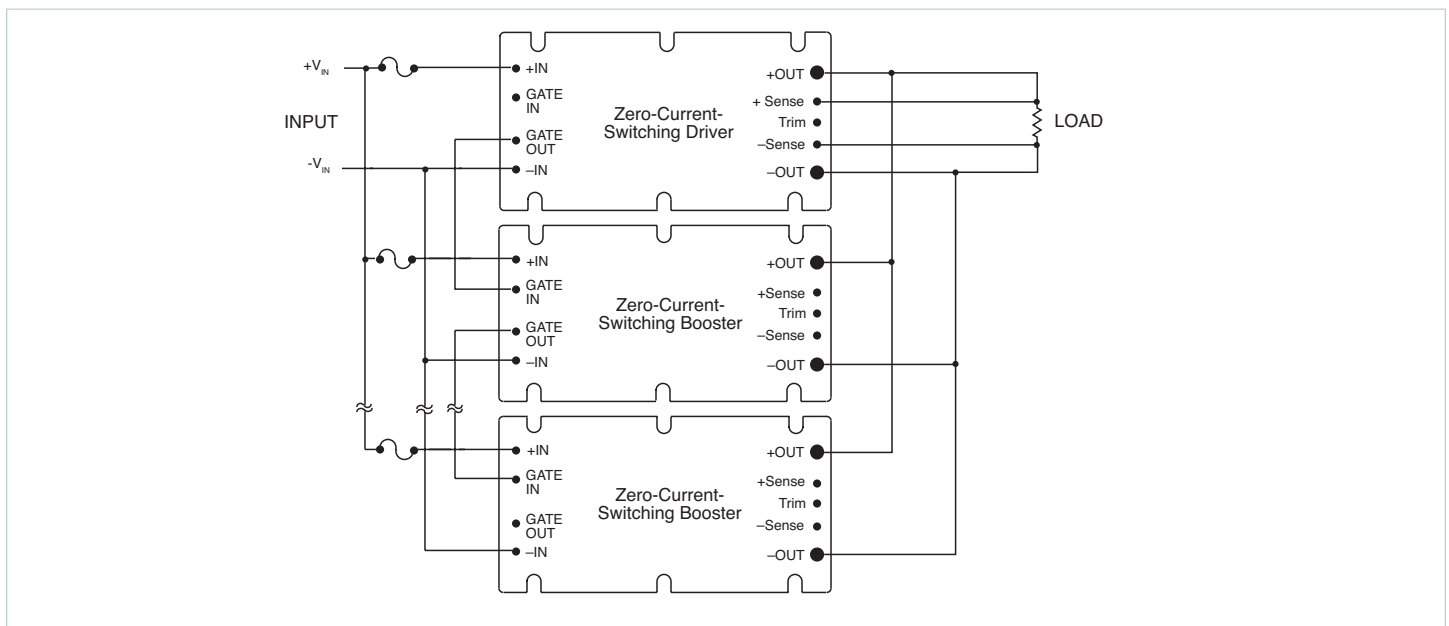 +VIN
INPUT
-VIN
+IN
GATE
IN
GATE
OUT
–IN
Zero-Current-
Switching Driver
+OUT
+ Sense
Trim
–Sense
–OUT
LOAD
+IN
GATE
IN
GATE
OUT
–IN
Zero-Current-
Switching Booster
+OUT
+Sense
Trim
–Sense
–OUT
+IN
GATE
IN
GATE
OUT
–IN
Zero-Current-
Switching Booster
+OUT
+Sense
Trim
–Sense
–OUT